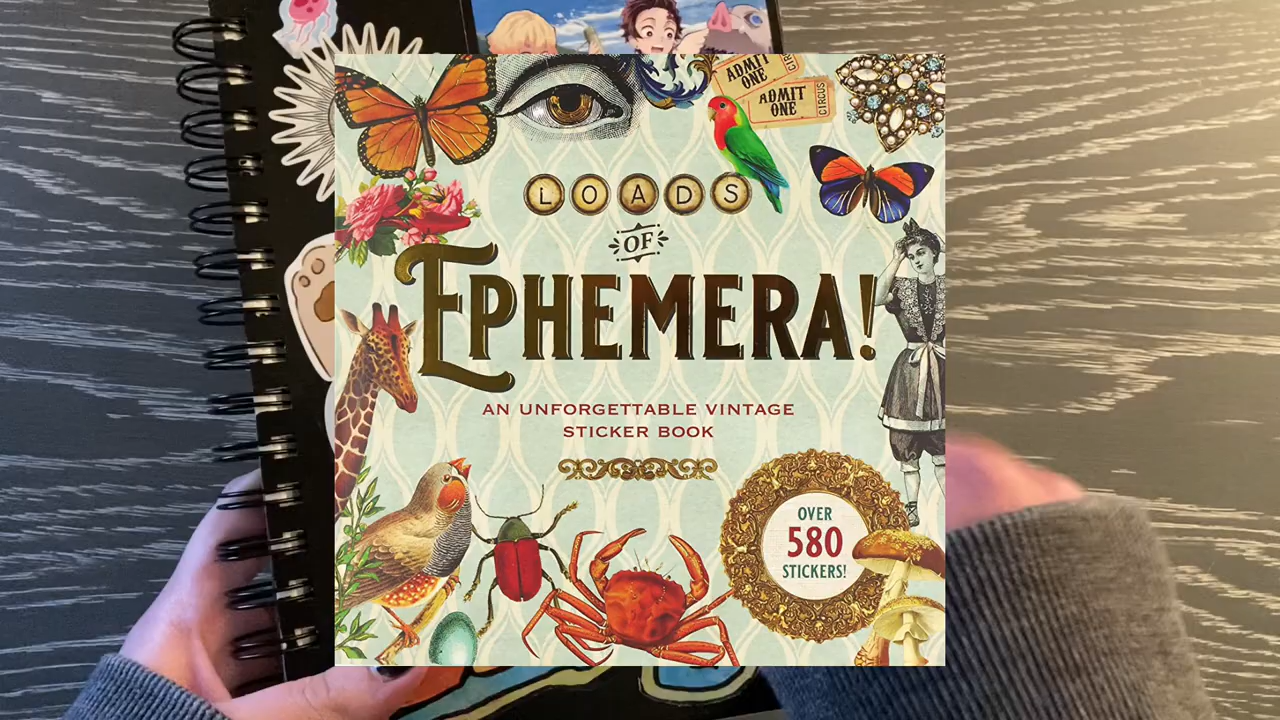 ADMIT
ONE
CIRCUS
ADMIT
ONE
LOADS
OF
EPHEMERA!
AN UNFORGETTABLE VINTAGE
STICKER BOOK
OVER
580
STICKERS!